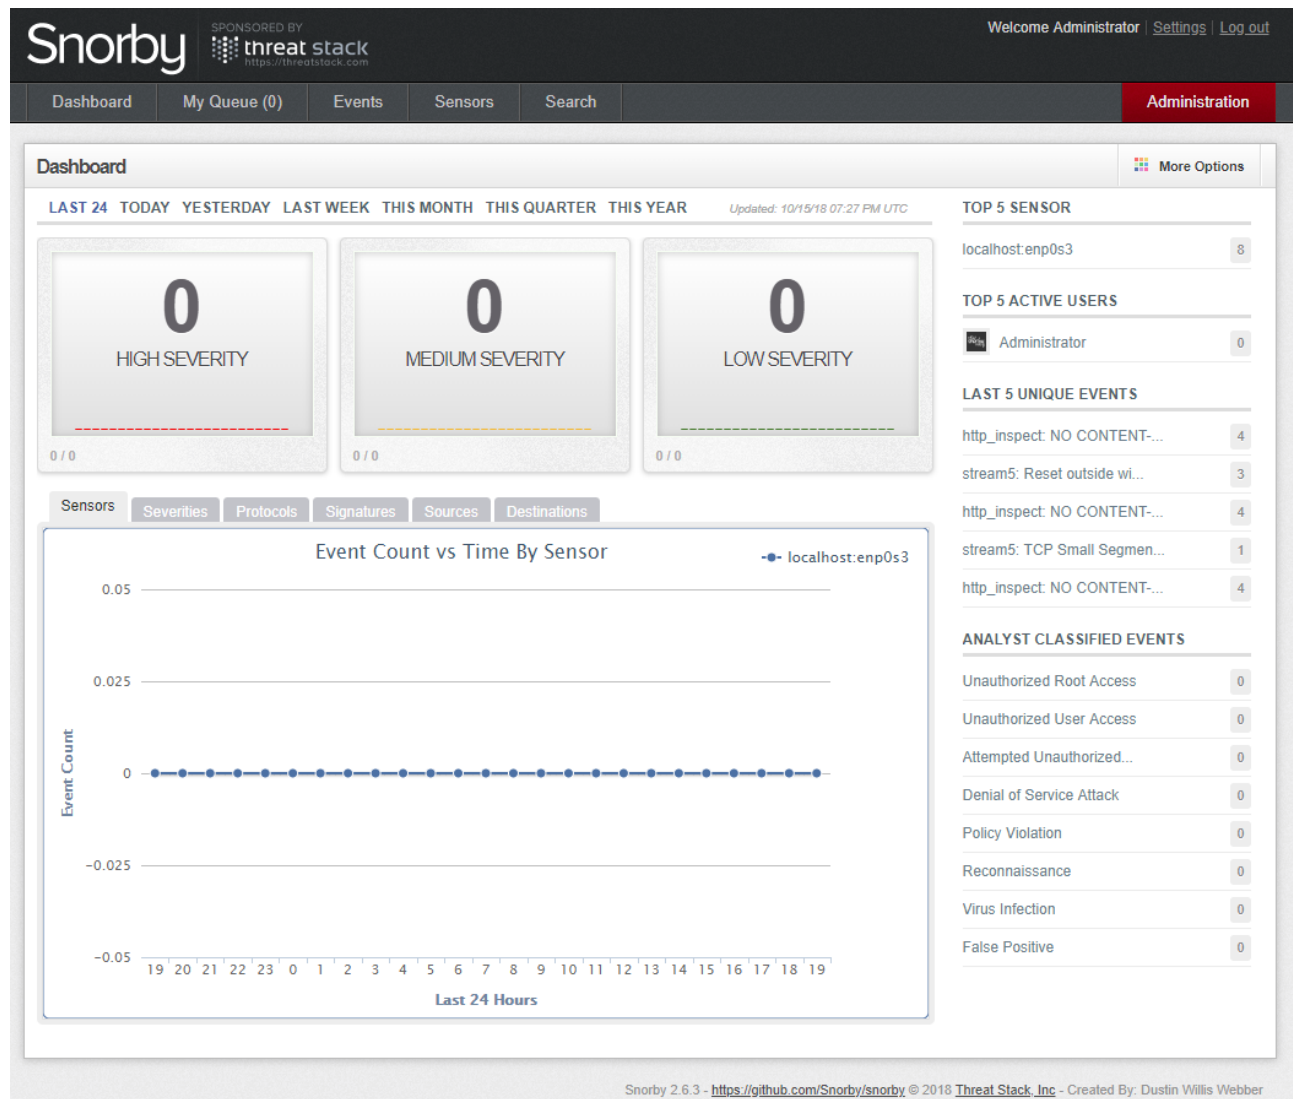 Snorby
SPONSORED BY
threat stack
https://threatstack.com
Welcome Administrator | Settings | Log out
Dashboard My Queue (0) Events Sensors Search Administration
Dashboard
More Options
LAST 24 TODAY YESTERDAY LAST WEEK THIS MONTH THIS QUARTER THIS YEAR Updated: 10/15/18 07:27 PM UTC
0
HIGH SEVERITY
0 / 0
0
MEDIUM SEVERITY
0 / 0
0
LOW SEVERITY
0 / 0
Sensors Severities Protocols Signatures Sources Destinations
Event Count vs Time By Sensor
localhost:enp0s3
0.05
0.025
0
−0.025
−0.05
Event Count
19 20 21 22 23 0 1 2 3 4 5 6 7 8 9 10 11 12 13 14 15 16 17 18 19
Last 24 Hours
TOP 5 SENSOR
localhost:enp0s3 8
TOP 5 ACTIVE USERS
Administrator 0
LAST 5 UNIQUE EVENTS
http_inspect: NO CONTENT-... 4
stream5: Reset outside wi... 3
http_inspect: NO CONTENT-... 4
stream5: TCP Small Segmen... 1
http_inspect: NO CONTENT-... 4
ANALYST CLASSIFIED EVENTS
Unauthorized Root Access 0
Unauthorized User Access 0
Attempted Unauthorized... 0
Denial of Service Attack 0
Policy Violation 0
Reconnaissance 0
Virus Infection 0
False Positive 0
Snorby 2.6.3 - https://github.com/Snorby/snorby © 2018 Threat Stack, Inc - Created By: Dustin Willis Webber